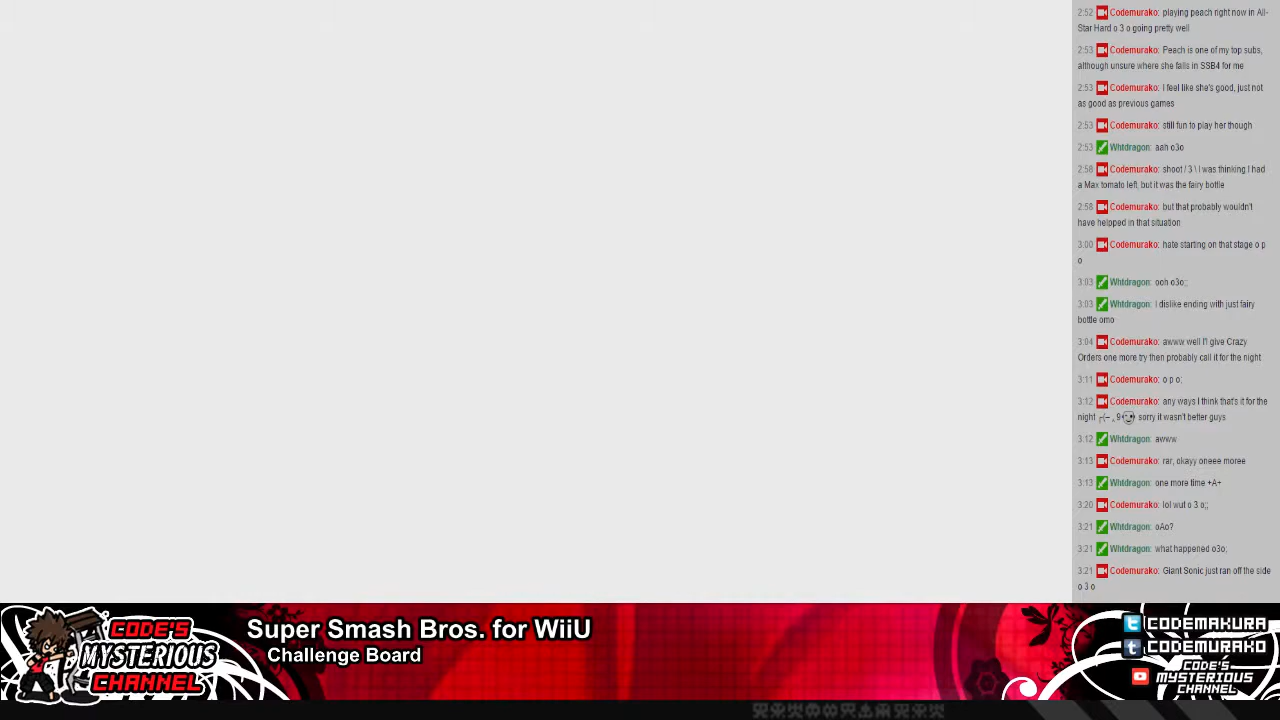 2:52 Codemurako: playing peach right now in All-
Star Hard o 3 o going pretty well
2:53 Codemurako: Peach is one of my top subs,
although unsure where she falls in SSB4 for me
2:53 Codemurako: I feel like she's good, just not
as good as previous games
2:53 Codemurako: still fun to play her though
2:53 Whtdragon: aah o3o
2:58 Codemurako: shoot / 3 \ I was thinking I had
a Max tomato left, but it was the fairy bottle
2:58 Codemurako: but that probably wouldn't
have helpped in that situation
3:00 Codemurako: hate starting on that stage o p
o
3:03 Whtdragon: ooh o3o;;
3:03 Whtdragon: I dislike ending with just fairy
bottle omo
3:04 Codemurako: awww well I'l give Crazy
Orders one more try then probably call it for the night
3:11 Codemurako: o p o;
3:12 Codemurako: any ways I think that's it for the
night sorry it wasn't better guys
3:12 Whtdragon: awww
3:13 Codemurako: rar, okayy oneee moree
3:13 Whtdragon: one more time +A+
3:20 Codemurako: lol wut o 3 o;;
3:21 Whtdragon: oAo?
3:21 Whtdragon: what happened o3o;
3:21 Codemurako: Giant Sonic just ran off the side
o 3 o
CODE'S
MYSTERIOUS
CHANNEL
Super Smash Bros. for WiiU
Challenge Board
CODEMAKURA
CODEMURAKO
CODE'S
MYSTERIOUS
CHANNEL